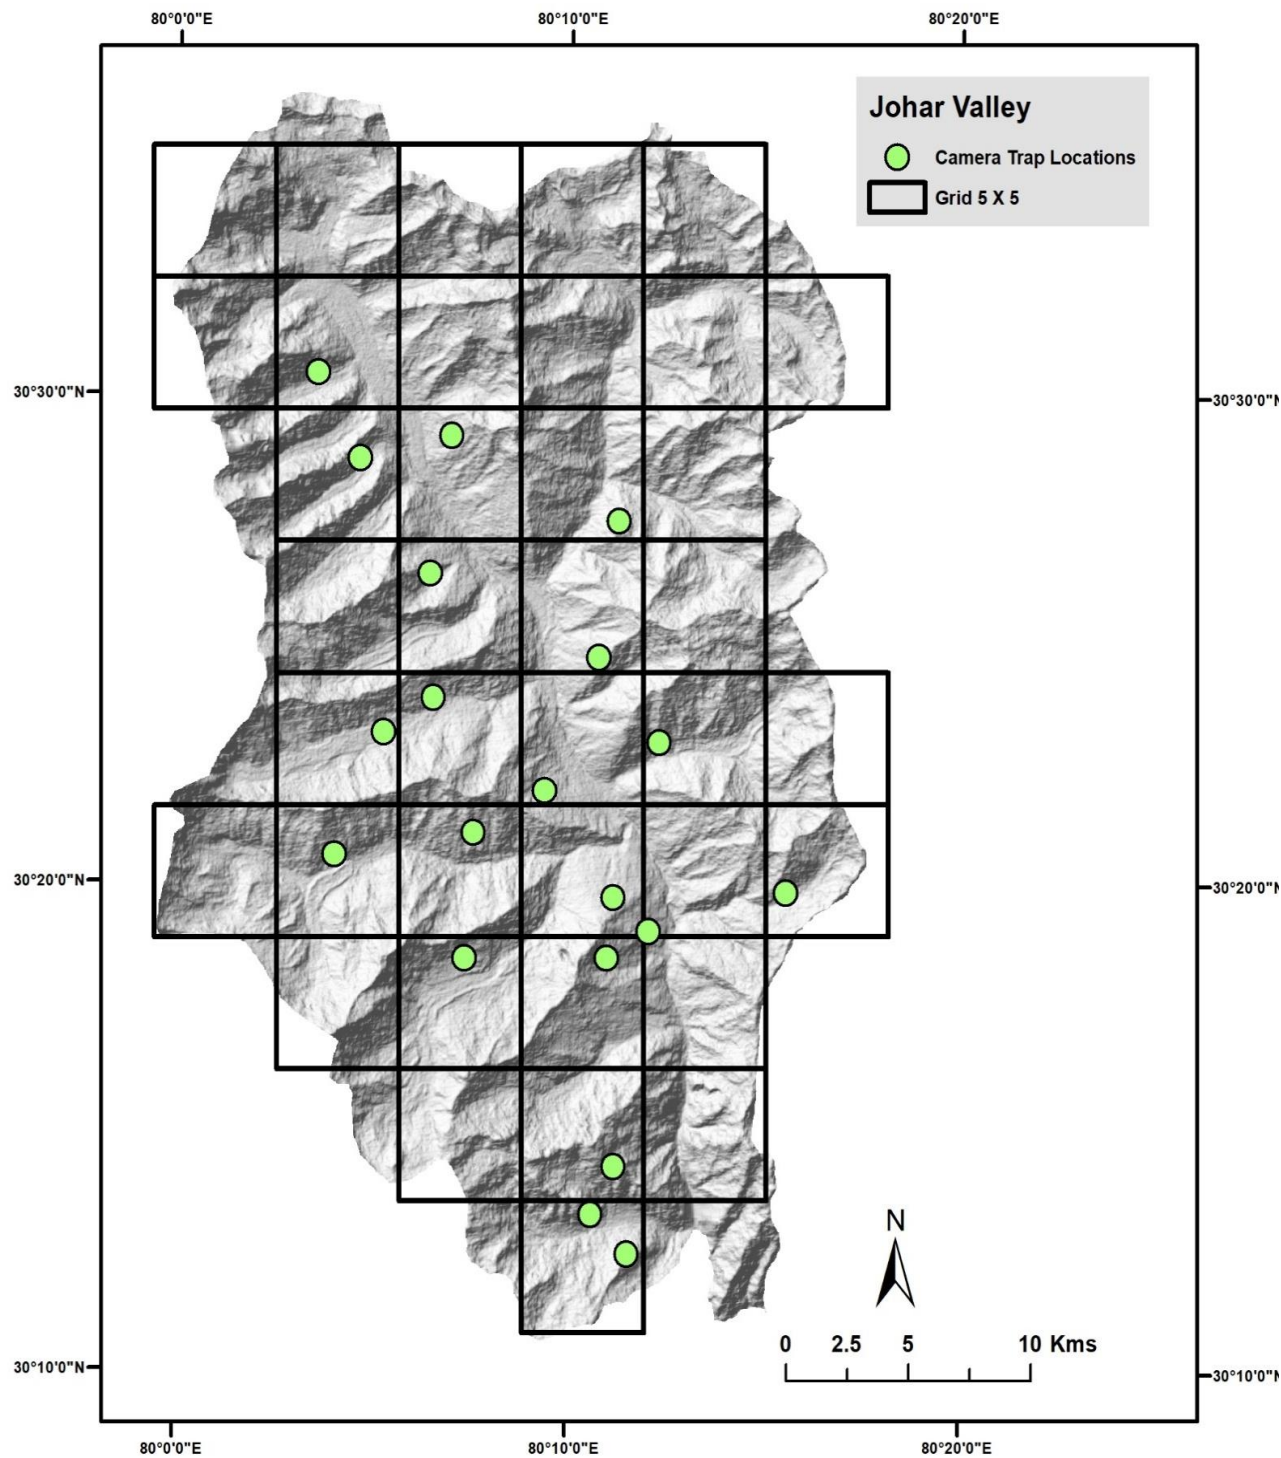 80°0'0"E 80°10'0"E 80°20'0"E
Johar Valley
Camera Trap Locations
Grid 5 X 5
30°30'0"N 30°30'0"N
30°20'0"N 30°20'0"N
N
0 2.5 5 10 Kms
30°10'0"N 30°10'0"N
80°0'0"E 80°10'0"E 80°20'0"E